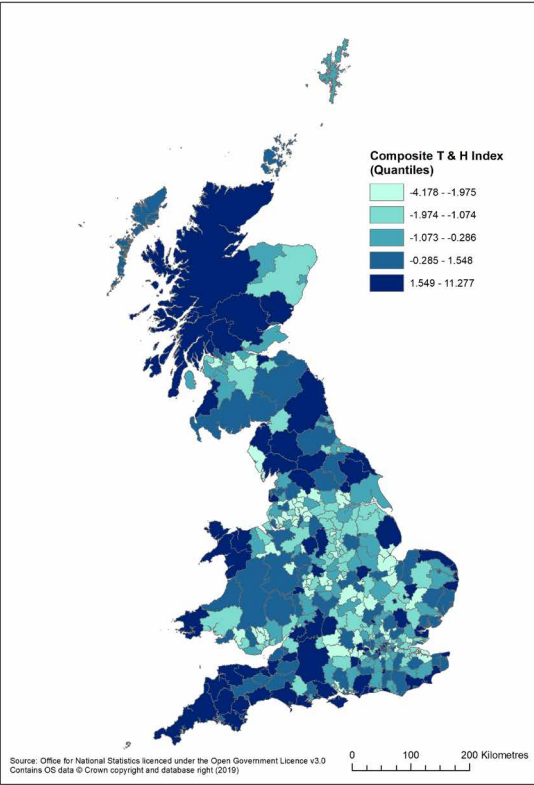 Composite T & H Index
(Quantiles)
-4.178 - -1.975
-1.974 - -1.074
-1.073 - -0.286
-0.285 - 1.548
1.549 - 11.277
Source: Office for National Statistics licenced under the Open Government Licence v3.0
Contains OS data © Crown copyright and database right (2019)
0 100 200 Kilometres